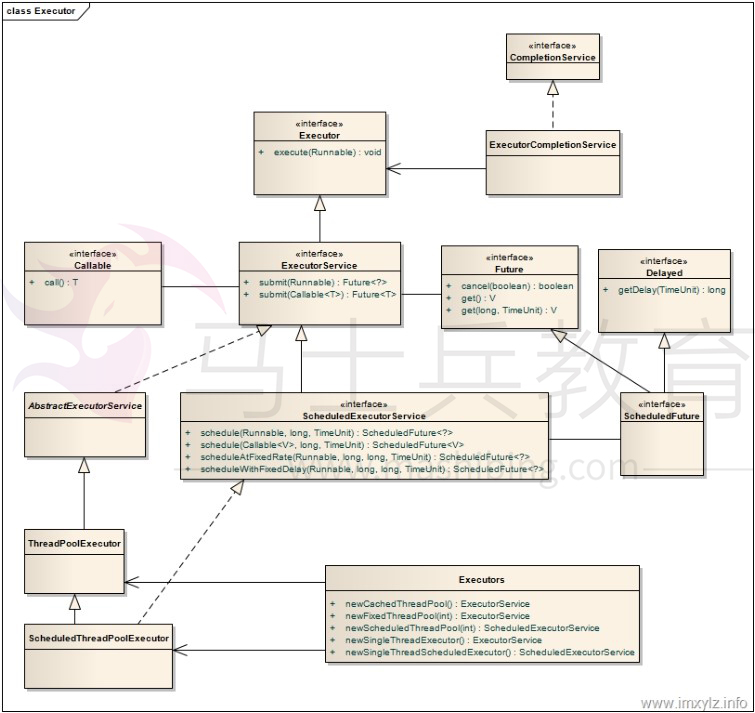 class Executor
«interface»
CompletionService
«interface»
Executor
+ execute(Runnable) : void
ExecutorCompletionService
«interface»
Callable
+ call() : T
«interface»
ExecutorService
+ submit(Runnable) : Future<?>
+ submit(Callable<T>) : Future<T>
«interface»
Future
+ cancel(boolean) : boolean
+ get() : V
+ get(long, TimeUnit) : V
«interface»
Delayed
+ getDelay(TimeUnit) : long
马士兵教育
www.mashibing.com
AbstractExecutorService
«interface»
ScheduledExecutorService
+ schedule(Runnable, long, TimeUnit) : ScheduledFuture<?>
+ schedule(Callable<V>, long, TimeUnit) : ScheduledFuture<V>
+ scheduleAtFixedRate(Runnable, long, long, TimeUnit) : ScheduledFuture<?>
+ scheduleWithFixedDelay(Runnable, long, long, TimeUnit) : ScheduledFuture<?>
«interface»
ScheduledFuture
ThreadPoolExecutor
Executors
+ newCachedThreadPool() : ExecutorService
+ newFixedThreadPool(int) : ExecutorService
+ newScheduledThreadPool(int) : ScheduledExecutorService
+ newSingleThreadExecutor() : ExecutorService
+ newSingleThreadScheduledExecutor() : ScheduledExecutorService
ScheduledThreadPoolExecutor
www.imxylz.info